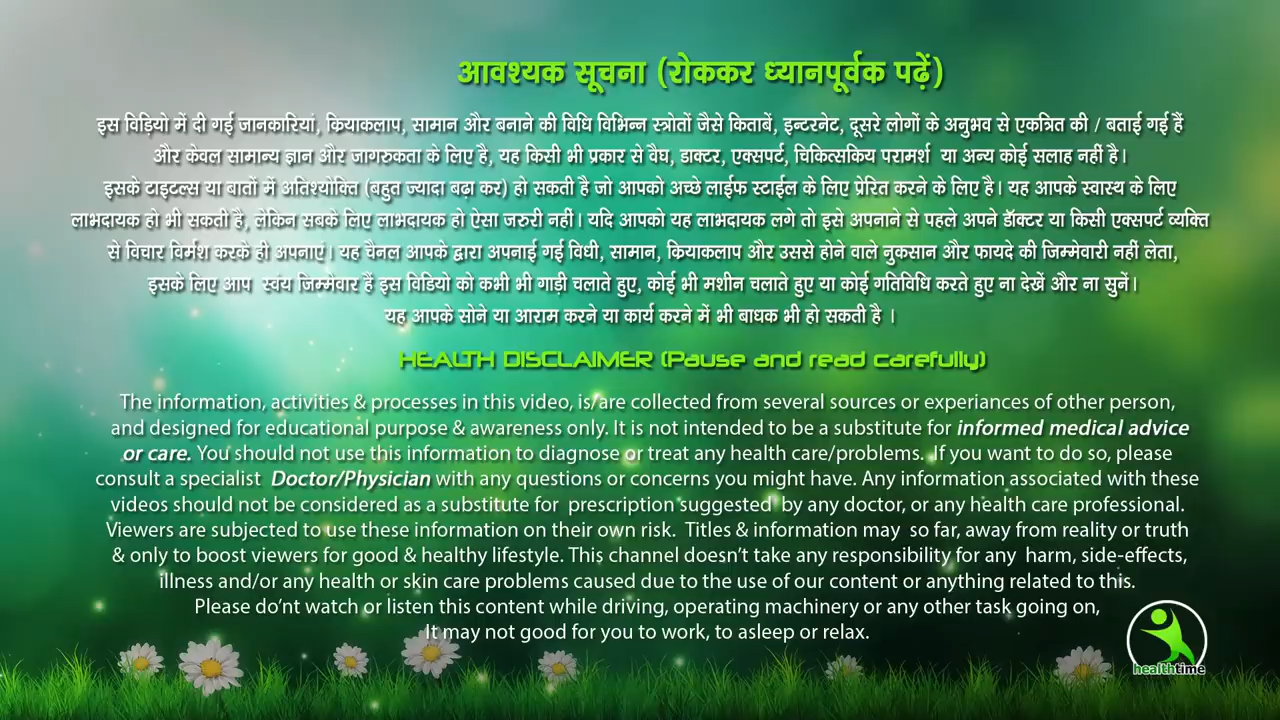 आवश्यक सूचना (रोककर ध्यानपूर्वक पढ़ें)
इस विड़ियो में दी गई जानकारियां, क्रियाकलाप, सामान और बनाने की विधि विभिन्न स्त्रोतों जैसे किताबें, इन्टरनेट, दूसरे लोगों के अनुभव से एकत्रित की / बताई गई हैं
और केवल सामान्य ज्ञान और जागरुकता के लिए है, यह किसी भी प्रकार से वैघ, डाक्टर, एक्सपर्ट, चिकित्सकिय परामर्श या अन्य कोई सलाह नहीं है।
इसके टाइटल्स या बातों में अतिश्योक्ति (बहुत ज्यादा बढ़ा कर) हो सकती है जो आपको अच्छे लाईफ स्टाईल के लिए प्रेरित करने के लिए है। यह आपके स्वास्थ के लिए
लाभदायक हो भी सकती है, लेकिन सबके लिए लाभदायक हो ऐसा जरुरी नहीं। यदि आपको यह लाभदायक लगे तो इसे अपनाने से पहले अपने डॉक्टर या किसी एक्सपर्ट व्यक्ति
से विचार विर्मश करके ही अपनाएं। यह चैनल आपके द्वारा अपनाई गई विधी, सामान, क्रियाकलाप और उससे होने वाले नुकसान और फायदे की जिम्मेवारी नहीं लेता,
इसके लिए आप स्वंय जिम्मेवार हैं इस विडियो को कभी भी गाड़ी चलाते हुए, कोई भी मशीन चलाते हुए या कोई गतिविधि करते हुए ना देखें और ना सुनें।
यह आपके सोने या आराम करने या कार्य करने में भी बाधक भी हो सकती है ।
HEALTH DISCLAIMER (Pause and read carefully)
The information, activities & processes in this video, is/are collected from several sources or experiances of other person,
and designed for educational purpose & awareness only. It is not intended to be a substitute for informed medical advice
or care. You should not use this information to diagnose or treat any health care/problems. If you want to do so, please
consult a specialist Doctor/Physician with any questions or concerns you might have. Any information associated with these
videos should not be considered as a substitute for prescription suggested by any doctor, or any health care professional.
Viewers are subjected to use these information on their own risk. Titles & information may so far, away from reality or truth
& only to boost viewers for good & healthy lifestyle. This channel doesn't take any responsibility for any harm, side-effects,
illness and/or any health or skin care problems caused due to the use of our content or anything related to this.
Please do'nt watch or listen this content while driving, operating machinery or any other task going on,
It may not good for you to work, to asleep or relax.
healthtime